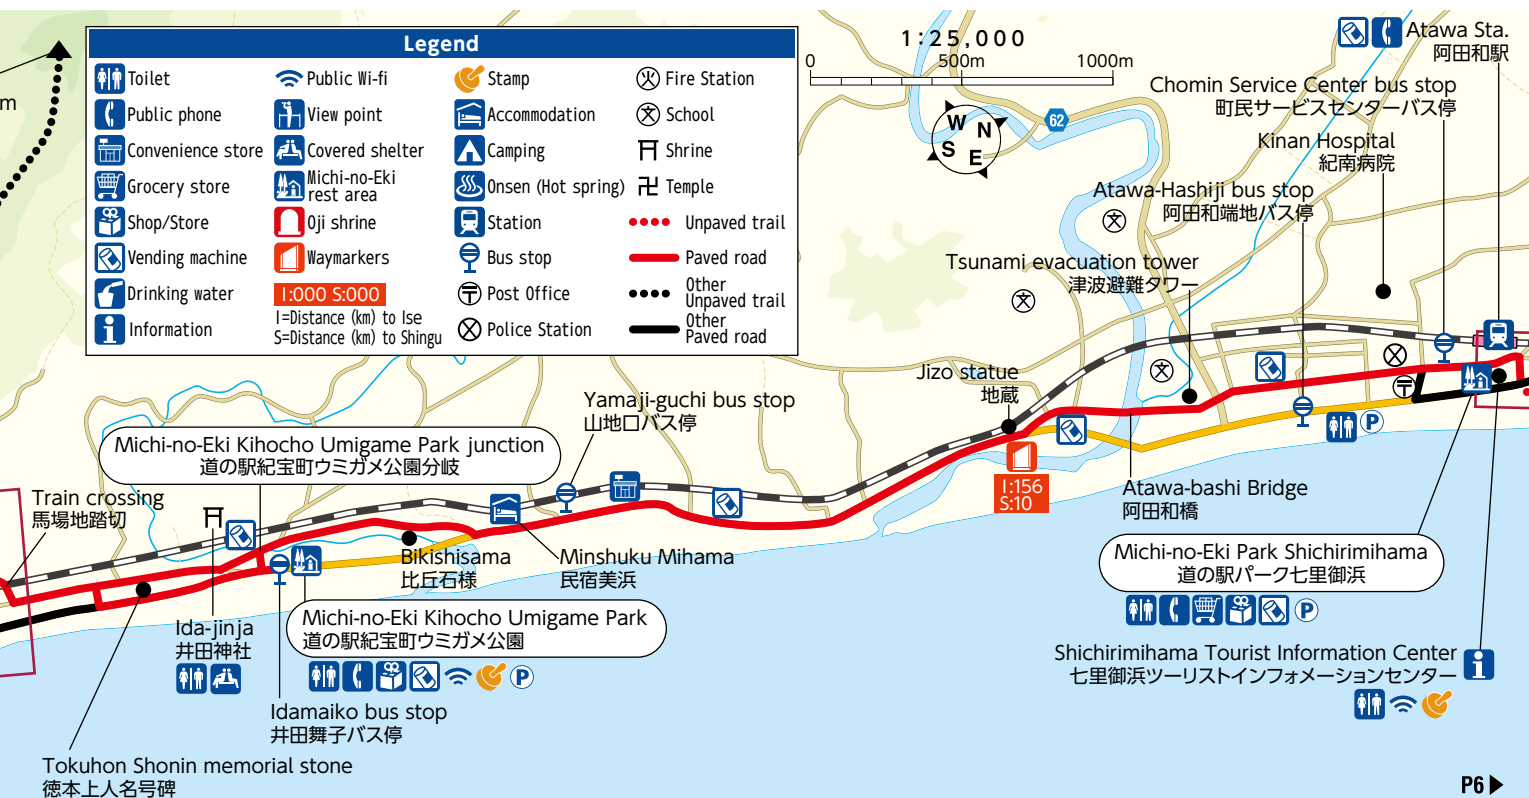 Legend
Toilet
Public phone
Convenience store
Grocery store
Shop/Store
Vending machine
Drinking water
Information
Public Wi-fi
View point
Covered shelter
Michi-no-Eki
rest area
Oji shrine
Waymarkers
I:000 S:000
I=Distance (km) to Ise
S=Distance (km) to Shingu
Stamp
Accommodation
Camping
Onsen (Hot spring)
Station
Bus stop
Post Office
Police Station
Fire Station
School
Shrine
Temple
Unpaved trail
Paved road
Other
Unpaved trail
Other
Paved road
m
1:25,000
0 500m 1000m
W N
S E
62
Atawa Sta.
阿田和駅
Chomin Service Center bus stop
町民サービスセンターバス停
Kinan Hospital
紀南病院
Atawa-Hashiji bus stop
阿田和端地バス停
Tsunami evacuation tower
津波避難タワー
Jizo statue
地蔵
Yamaji-guchi bus stop
山地口バス停
Michi-no-Eki Kihocho Umigame Park junction
道の駅紀宝町ウミガメ公園分岐
Train crossing
馬場地踏切
I:156
S:10
Atawa-bashi Bridge
阿田和橋
Bikishisama
比丘石様
Minshuku Mihama
民宿美浜
Michi-no-Eki Park Shichirimihama
道の駅パーク七里御浜
P
P
Ida-jinja
井田神社
Michi-no-Eki Kihocho Umigame Park
道の駅紀宝町ウミガメ公園
P
Shichirimihama Tourist Information Center
七里御浜ツーリストインフォメーションセンター
Idamaiko bus stop
井田舞子バス停
Tokuhon Shonin memorial stone
徳本上人名号碑
P6